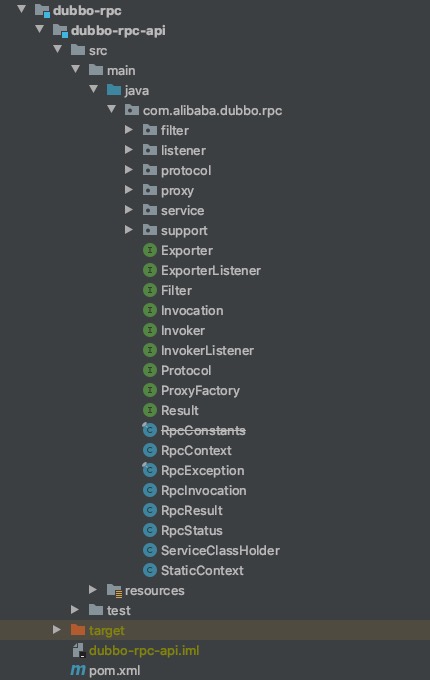 dubbo-rpc
dubbo-rpc-api
src
main
java
com.alibaba.dubbo.rpc
filter
listener
protocol
proxy
service
support
Exporter
ExporterListener
Filter
Invocation
Invoker
InvokerListener
Protocol
ProxyFactory
Result
RpcConstants
RpcContext
RpcException
RpcInvocation
RpcResult
RpcStatus
ServiceClassHolder
StaticContext
resources
test
target
dubbo-rpc-api.iml
pom.xml